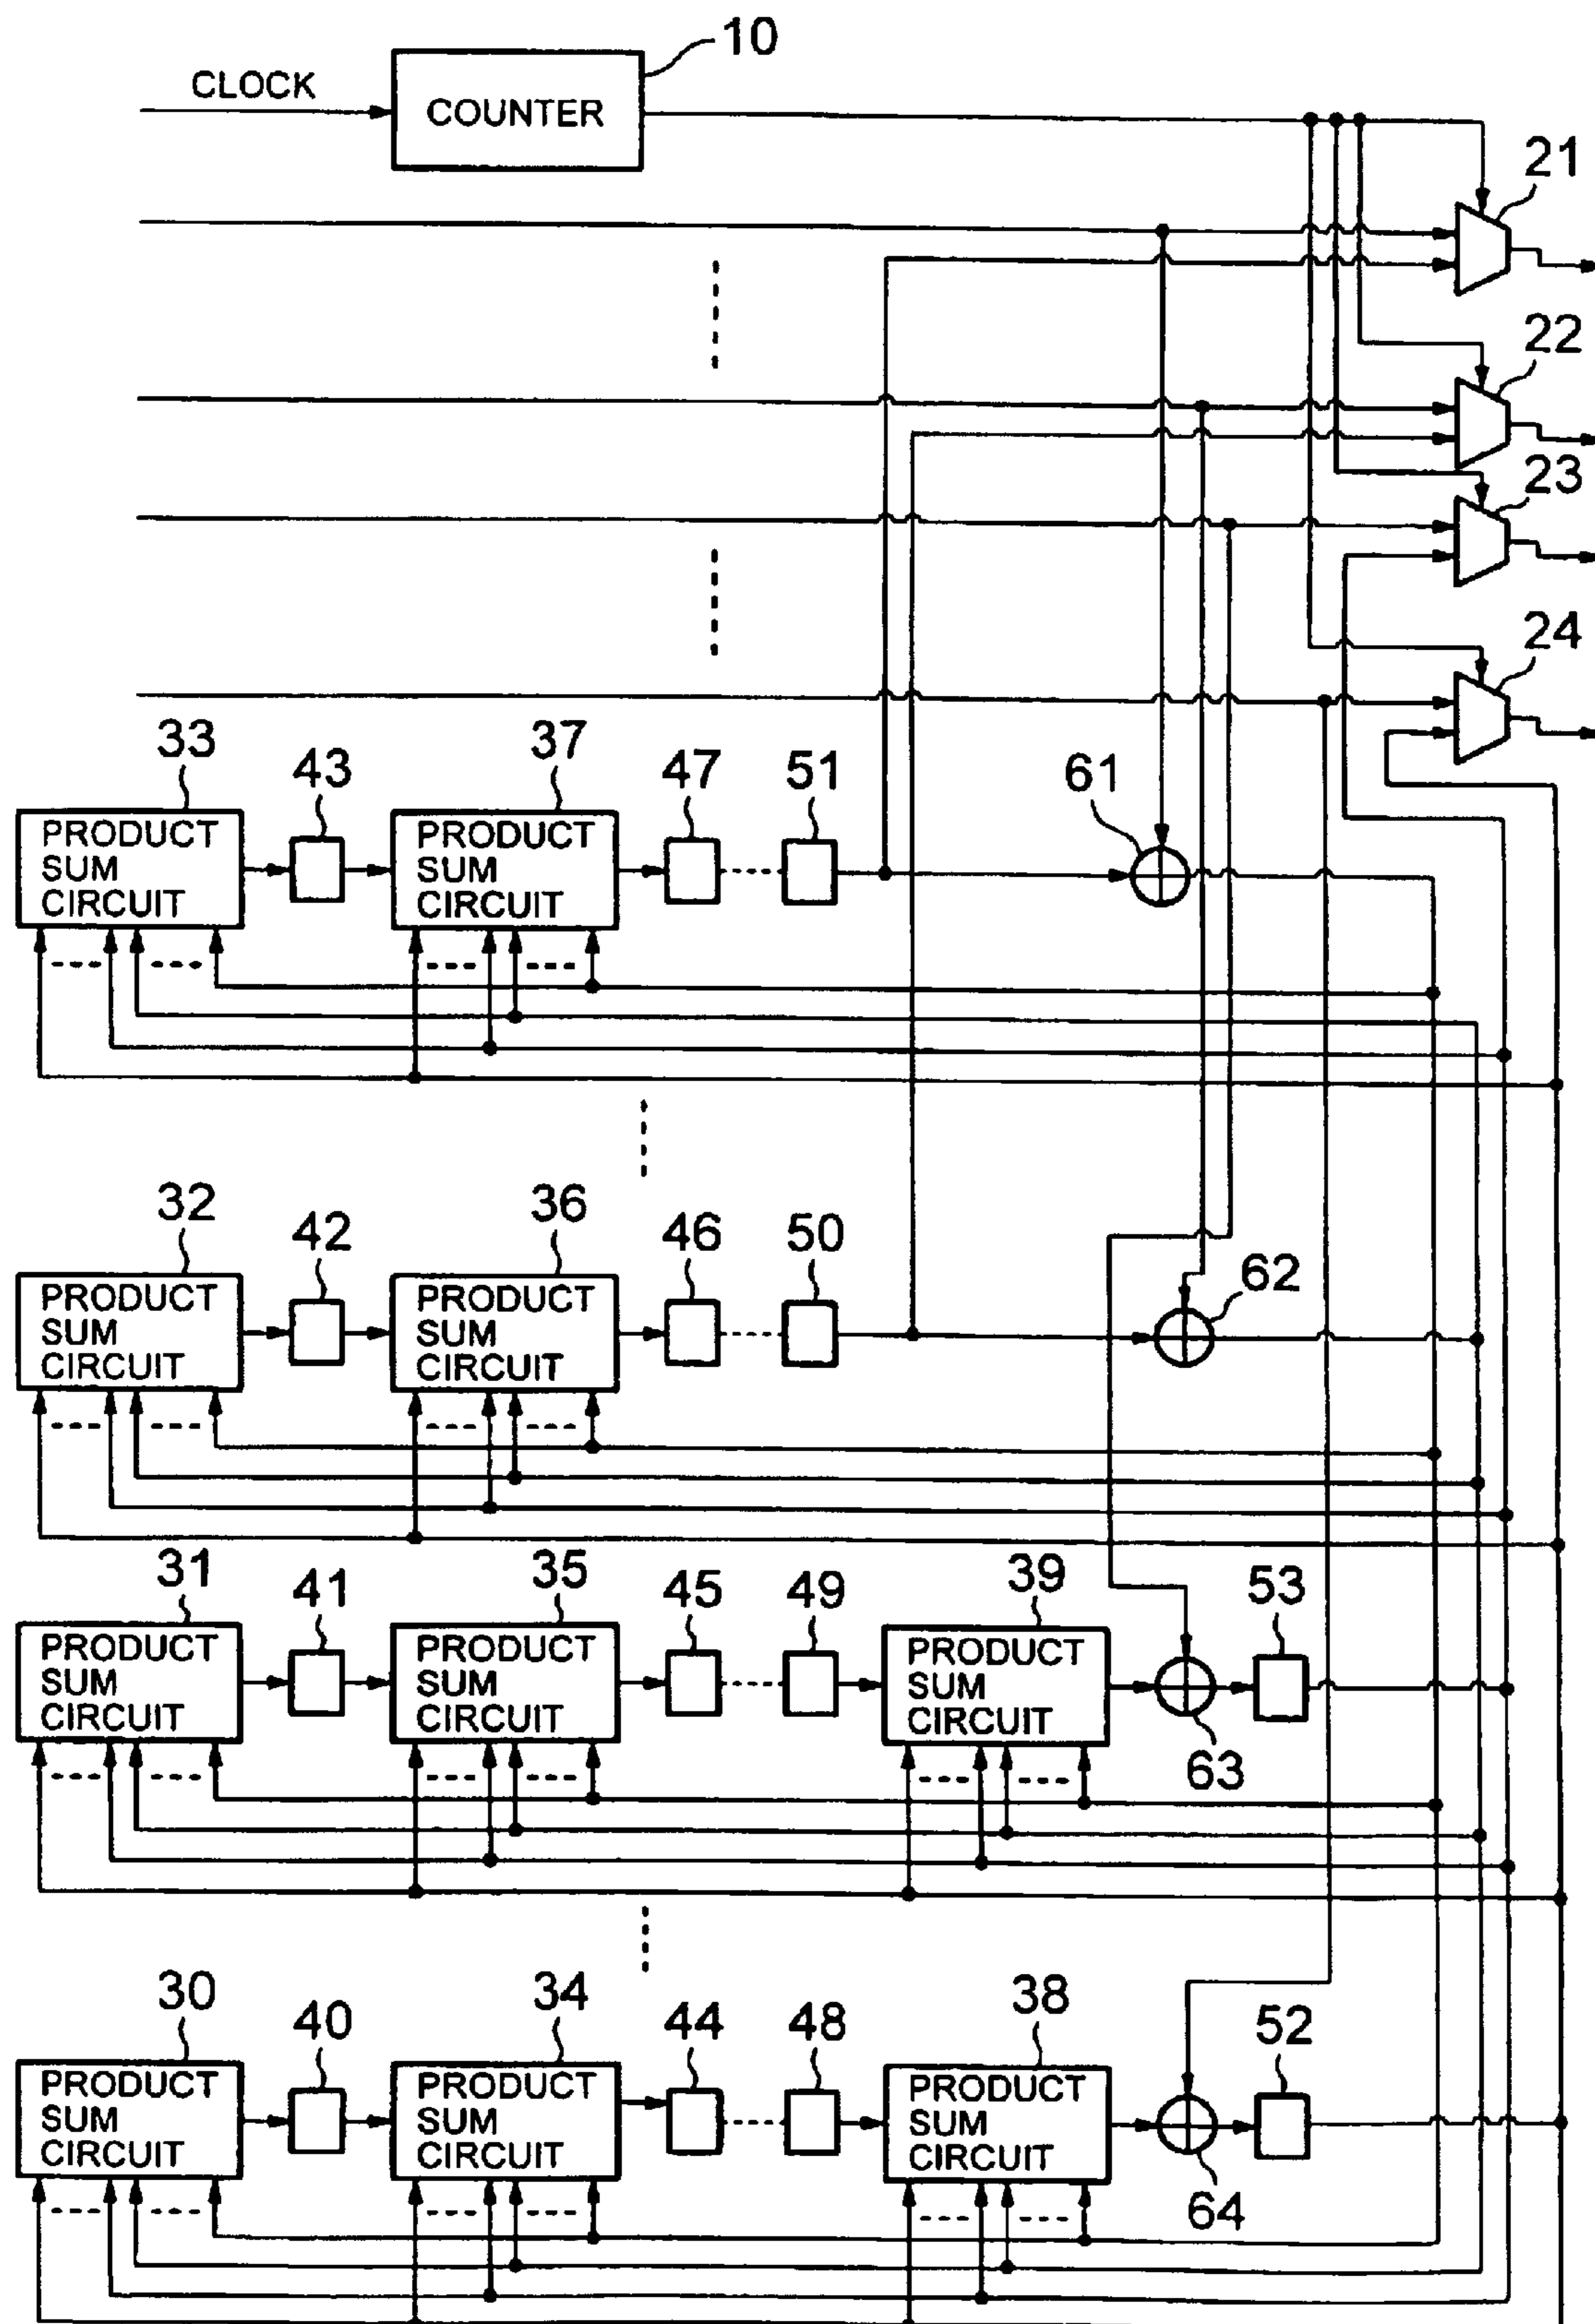 10
CLOCK
COUNTER
21
22
23
24
33
43
37
47
51
61
PRODUCT
SUM
CIRCUIT
PRODUCT
SUM
CIRCUIT
32
42
36
46
50
62
PRODUCT
SUM
CIRCUIT
PRODUCT
SUM
CIRCUIT
31
41
35
45
49
39
53
PRODUCT
SUM
CIRCUIT
PRODUCT
SUM
CIRCUIT
PRODUCT
SUM
CIRCUIT
63
30
40
34
44
48
38
52
PRODUCT
SUM
CIRCUIT
PRODUCT
SUM
CIRCUIT
PRODUCT
SUM
CIRCUIT
64